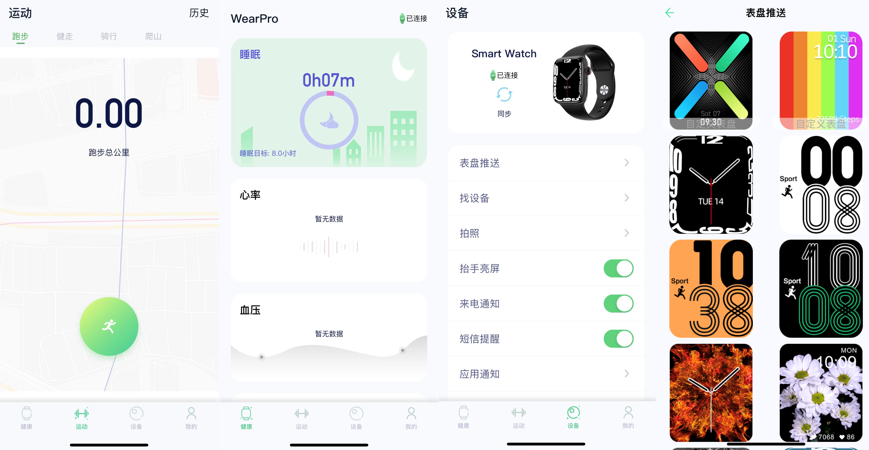 运动
历史
跑步
健走
骑行
爬山
0.00
跑步总公里
健康
运动
设备
我的
WearPro
已连接
睡眠
0h07m
睡眠目标: 8.0小时
心率
暂无数据
血压
暂无数据
健康
运动
设备
我的
设备
Smart Watch
已连接
同步
表盘推送
找设备
拍照
抬手亮屏
来电通知
短信提醒
应用通知
健康
运动
设备
我的
表盘推送
Sat 07
09:30
自定义表盘
01 Sun
10:10
自定义表盘
12
TUE 14
Sport
00
08
Sport
10
38
Sport
10
08
MON
10:09
7068
86